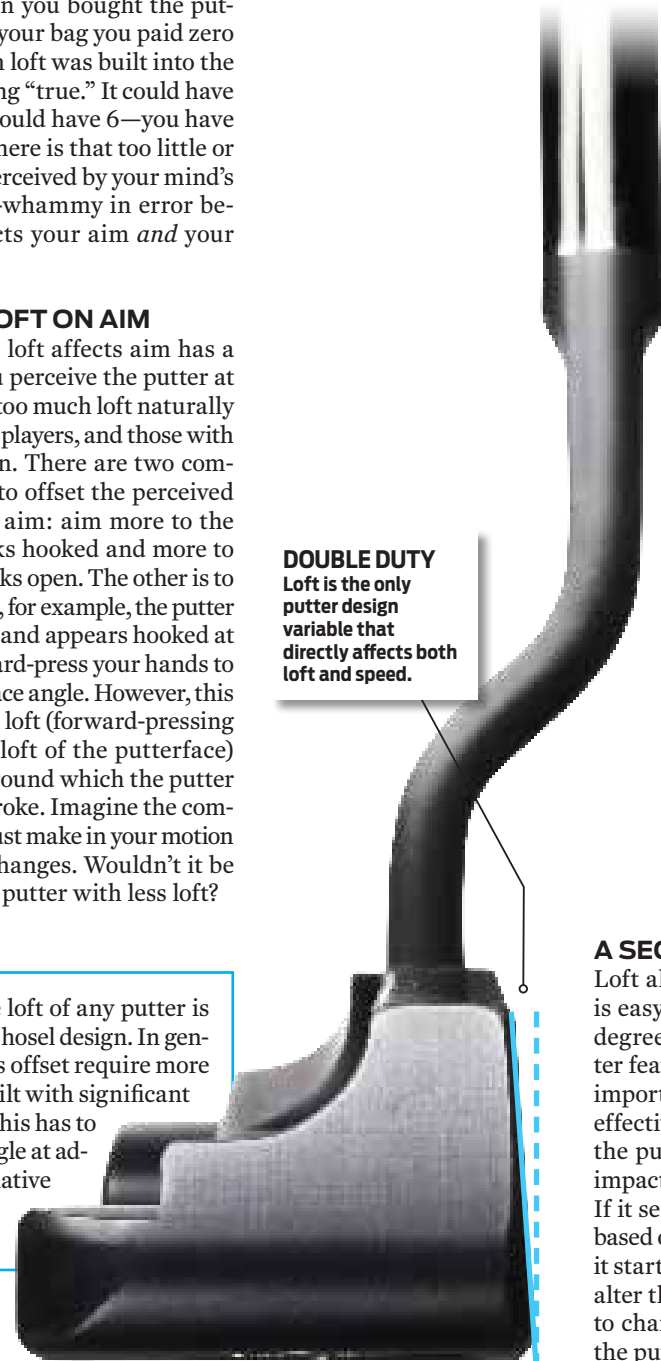 n you bought the put-
your bag you paid zero
loft was built into the
ng “true.” It could have
ould have 6—you have
here is that too little or
erceived by your mind’s
-whammy in error be-
cts your aim and your
OFT ON AIM
loft affects aim has a
u perceive the putter at
too much loft naturally
players, and those with
n. There are two com-
to offset the perceived
aim: aim more to the
ks hooked and more to
ks open. The other is to
, for example, the putter
and appears hooked at
ard-press your hands to
ace angle. However, this
loft (forward-pressing
loft of the putterface)
round which the putter
roke. Imagine the com-
ust make in your motion
hanges. Wouldn’t it be
putter with less loft?
DOUBLE DUTY
Loft is the only
putter design
variable that
directly affects both
loft and speed.
e loft of any putter is
hosel design. In gen-
s offset require more
ilt with significant
his has to
gle at ad-
ative
A SEC
Loft al
is easy
degree
ter feat
import
effecti
the pu
impact
If it se
based o
it start
alter th
to char
the pu